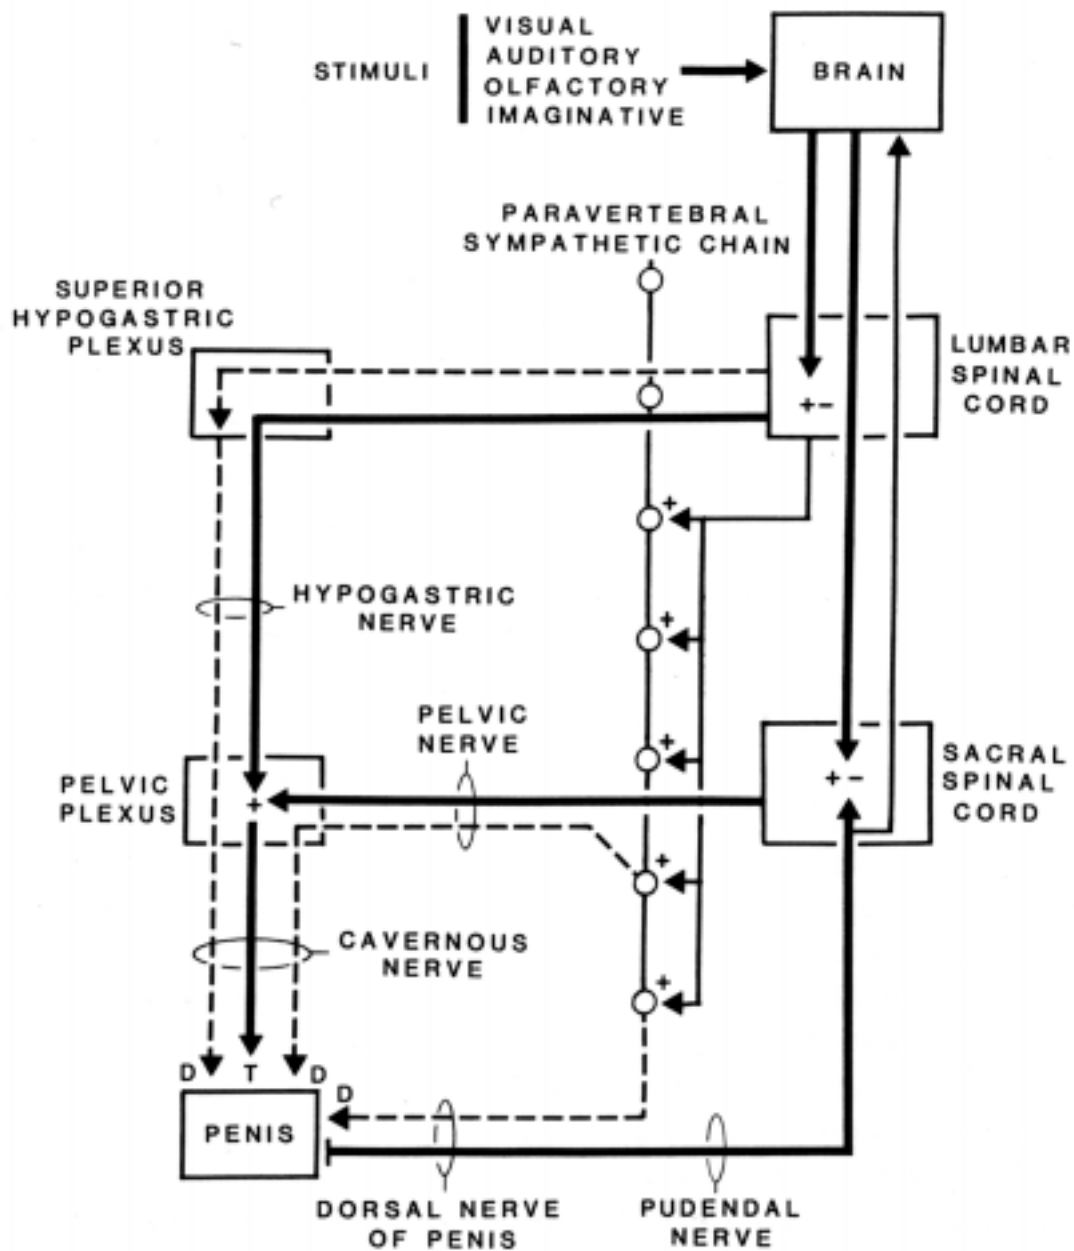 STIMULI
VISUAL
AUDITORY
OLFACTORY
IMAGINATIVE
BRAIN
PARAVERTEBRAL
SYMPATHETIC CHAIN
SUPERIOR
HYPOGASTRIC
PLEXUS
LUMBAR
SPINAL
CORD
+-
+
HYPOGASTRIC
NERVE
+
PELVIC
NERVE
+
SACRAL
SPINAL
CORD
+-
PELVIC
PLEXUS
+
+
CAVERNOUS
NERVE
+
D
T
D
D
PENIS
DORSAL NERVE
OF PENIS
PUDENDAL
NERVE